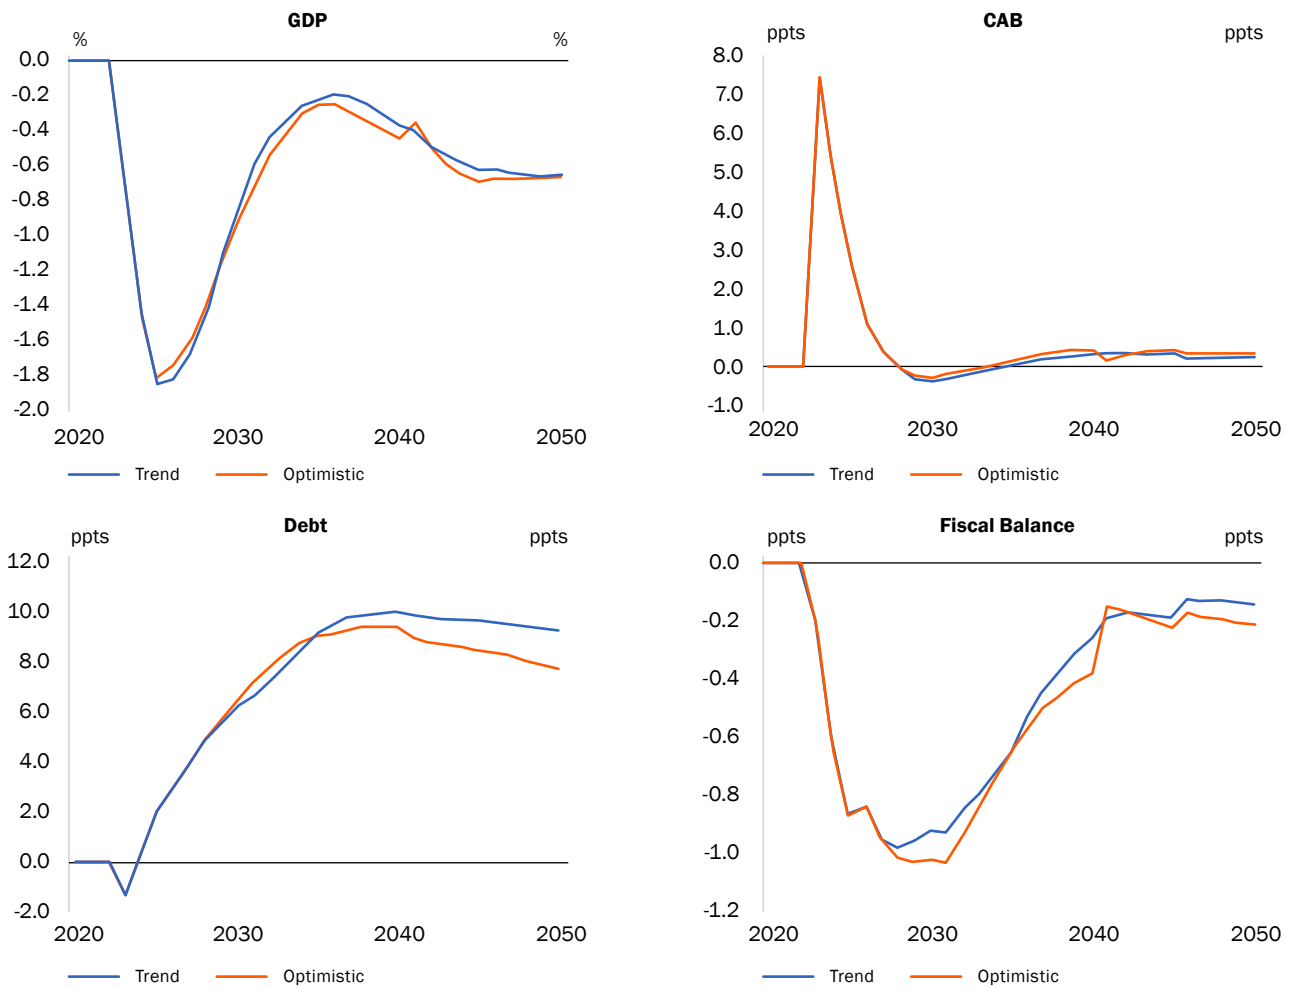 GDP
% %
0.0
-0.2
-0.4
-0.6
-0.8
-1.0
-1.2
-1.4
-1.6
-1.8
-2.0
2020 2030 2040 2050
Trend Optimistic
CAB
ppts ppts
8.0
7.0
6.0
5.0
4.0
3.0
2.0
1.0
0.0
-1.0
2020 2030 2040 2050
Trend Optimistic
Debt
ppts ppts
12.0
10.0
8.0
6.0
4.0
2.0
0.0
-2.0
2020 2030 2040 2050
Trend Optimistic
Fiscal Balance
ppts ppts
0.0
-0.2
-0.4
-0.6
-0.8
-1.0
-1.2
2020 2030 2040 2050
Trend Optimistic